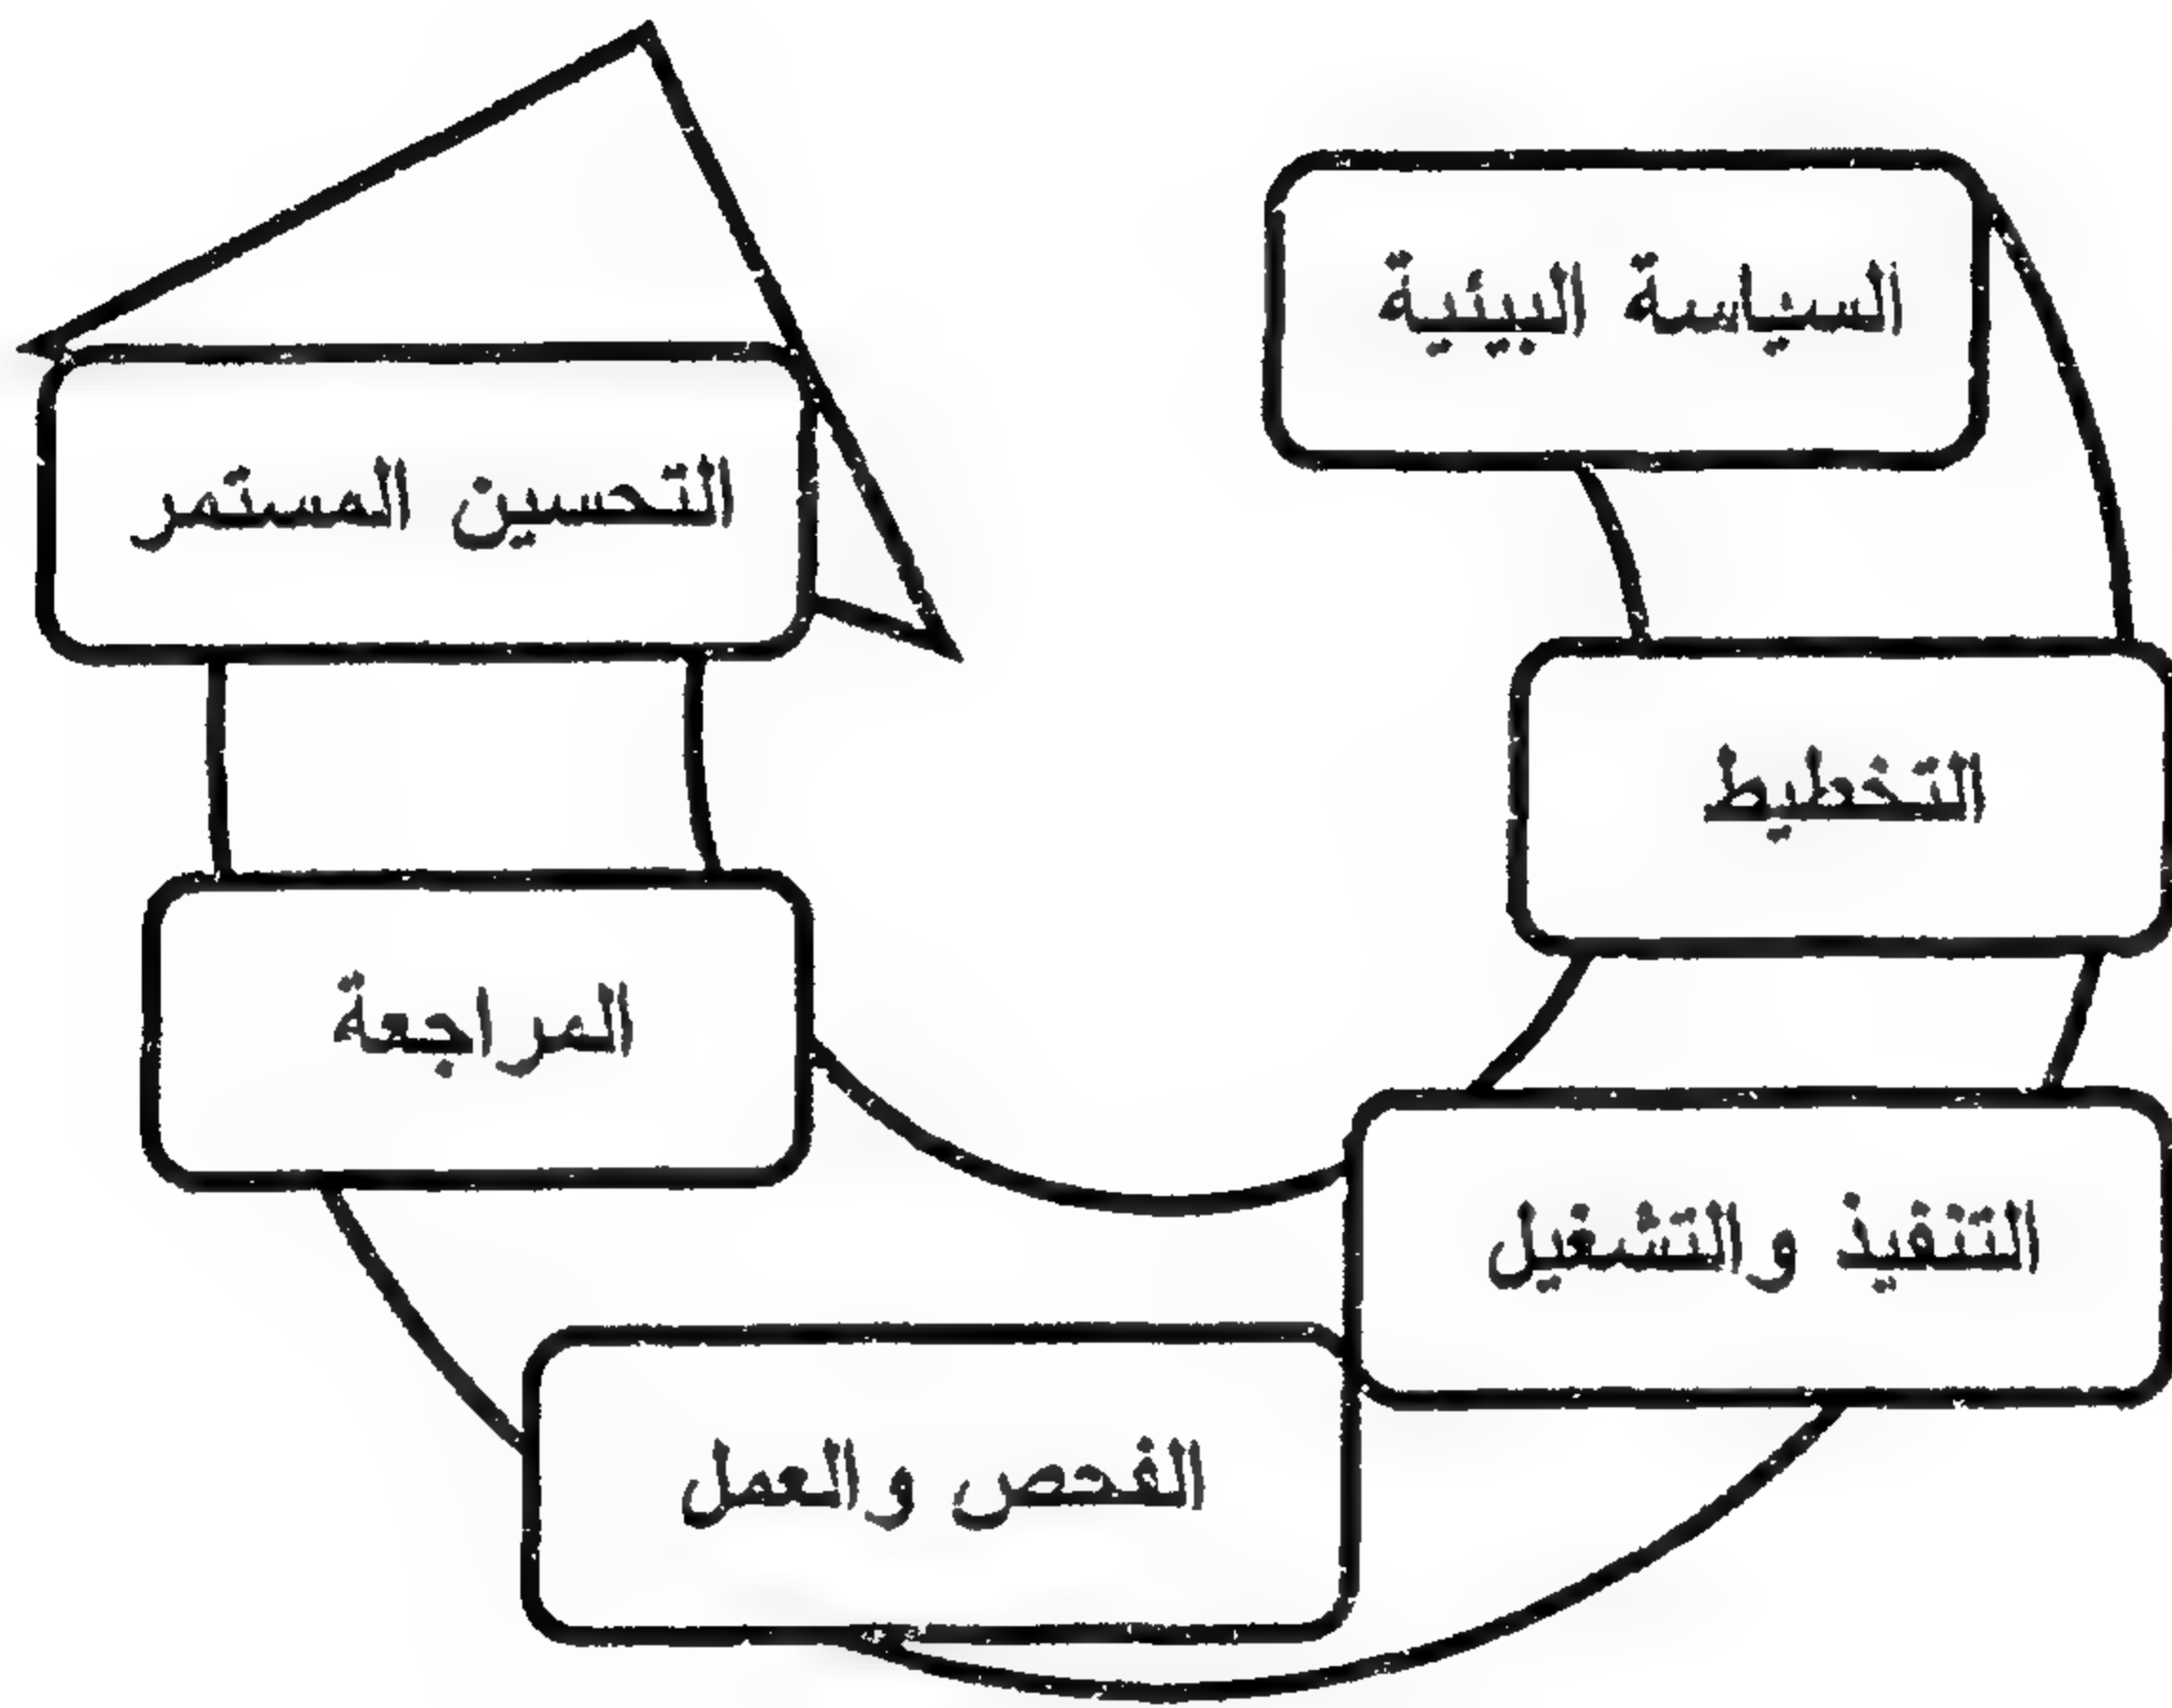 السياسة البيئية
التخطيط
التنفيذ والتشغيل
الفحص والعمل
المراجعة
التحسين المستمر